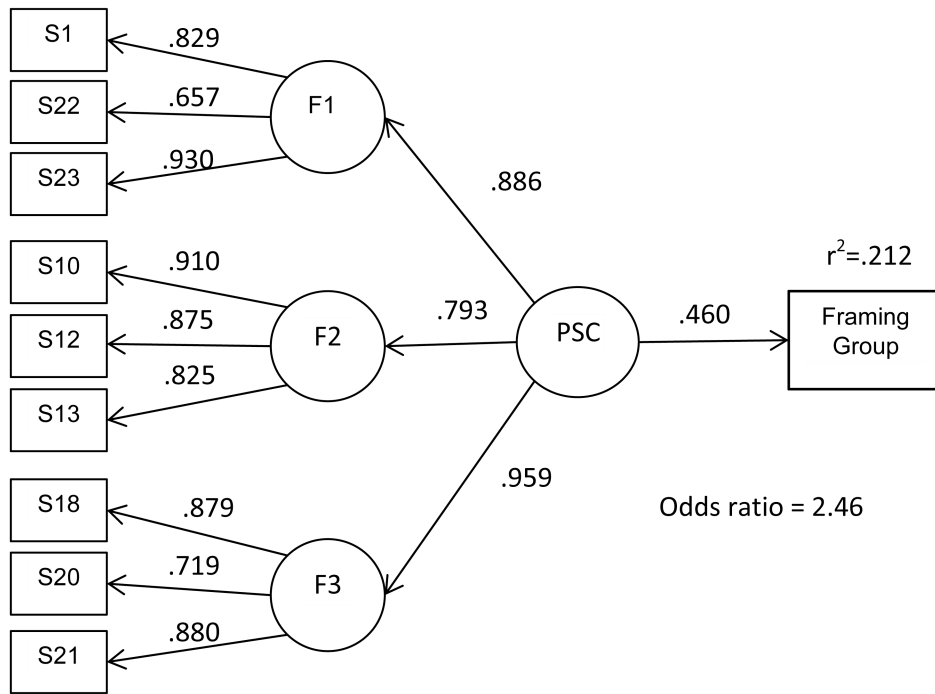 S1
.829
S22
.657
F1
S23
.930
.886
S10
.910
r²=.212
S12
.875
F2
.793
PSC
.460
Framing
Group
S13
.825
.959
S18
.879
Odds ratio = 2.46
S20
.719
F3
S21
.880